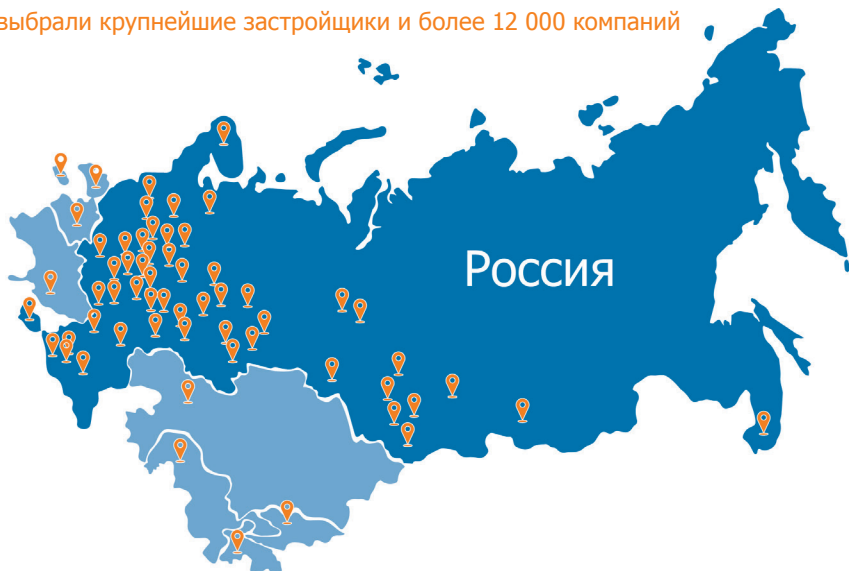 выбрали крупнейшие застройщики и более 12 000 компаний
Россия